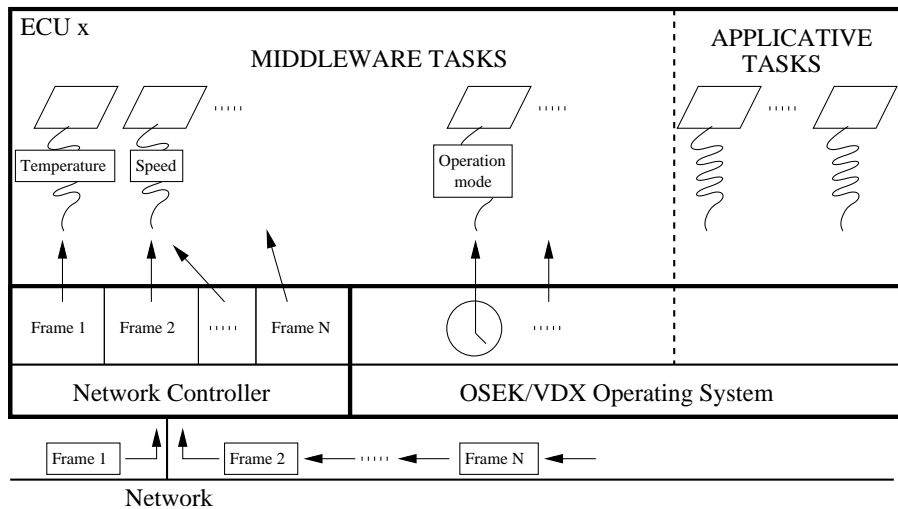 ECU x
MIDDLEWARE TASKS
APPLICATIVE
TASKS
Temperature
Speed
Operation
mode
Frame 1
Frame 2
Frame N
Network Controller
OSEK/VDX Operating System
Frame 1
Frame 2
Frame N
Network